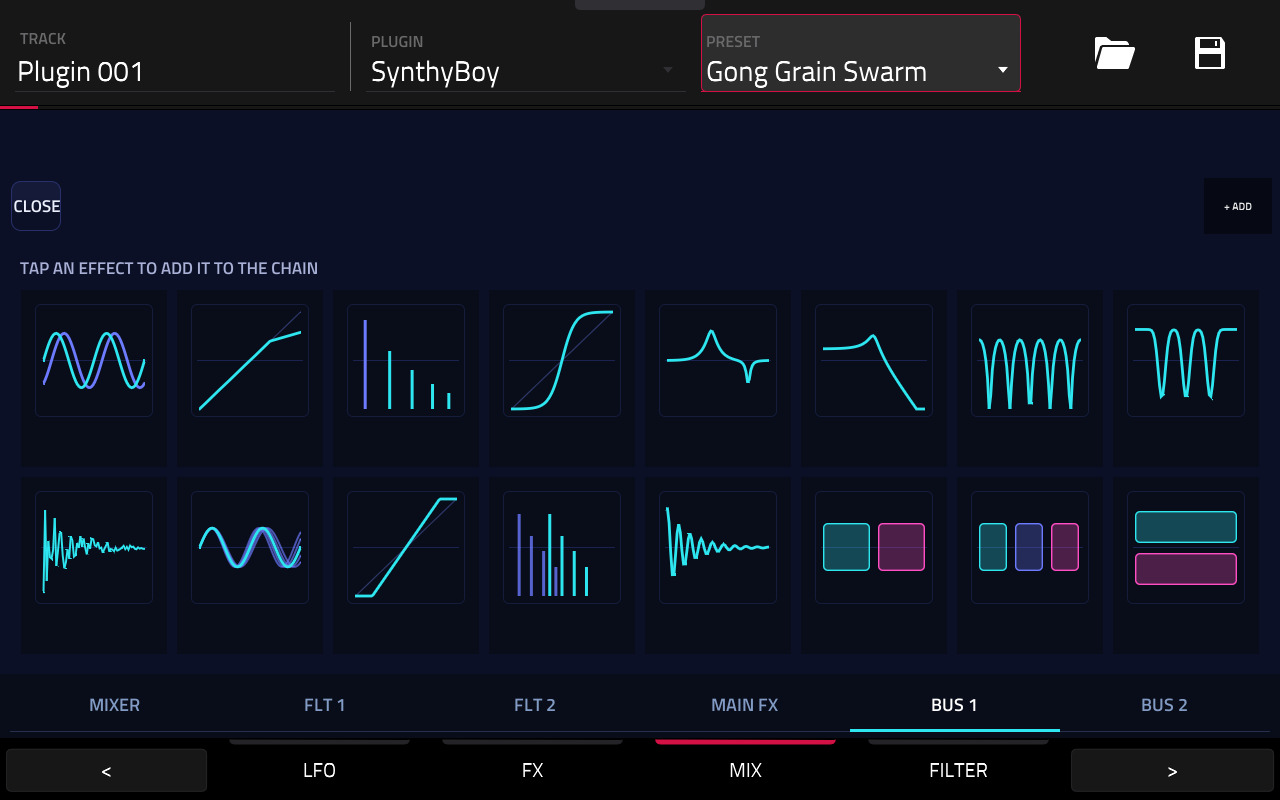 TRACK
Plugin 001
PLUGIN
SynthyBoy
PRESET
Gong Grain Swarm
CLOSE
+ ADD
TAP AN EFFECT TO ADD IT TO THE CHAIN
MIXER
FLT 1
FLT 2
MAIN FX
BUS 1
BUS 2
<
LFO
FX
MIX
FILTER
>